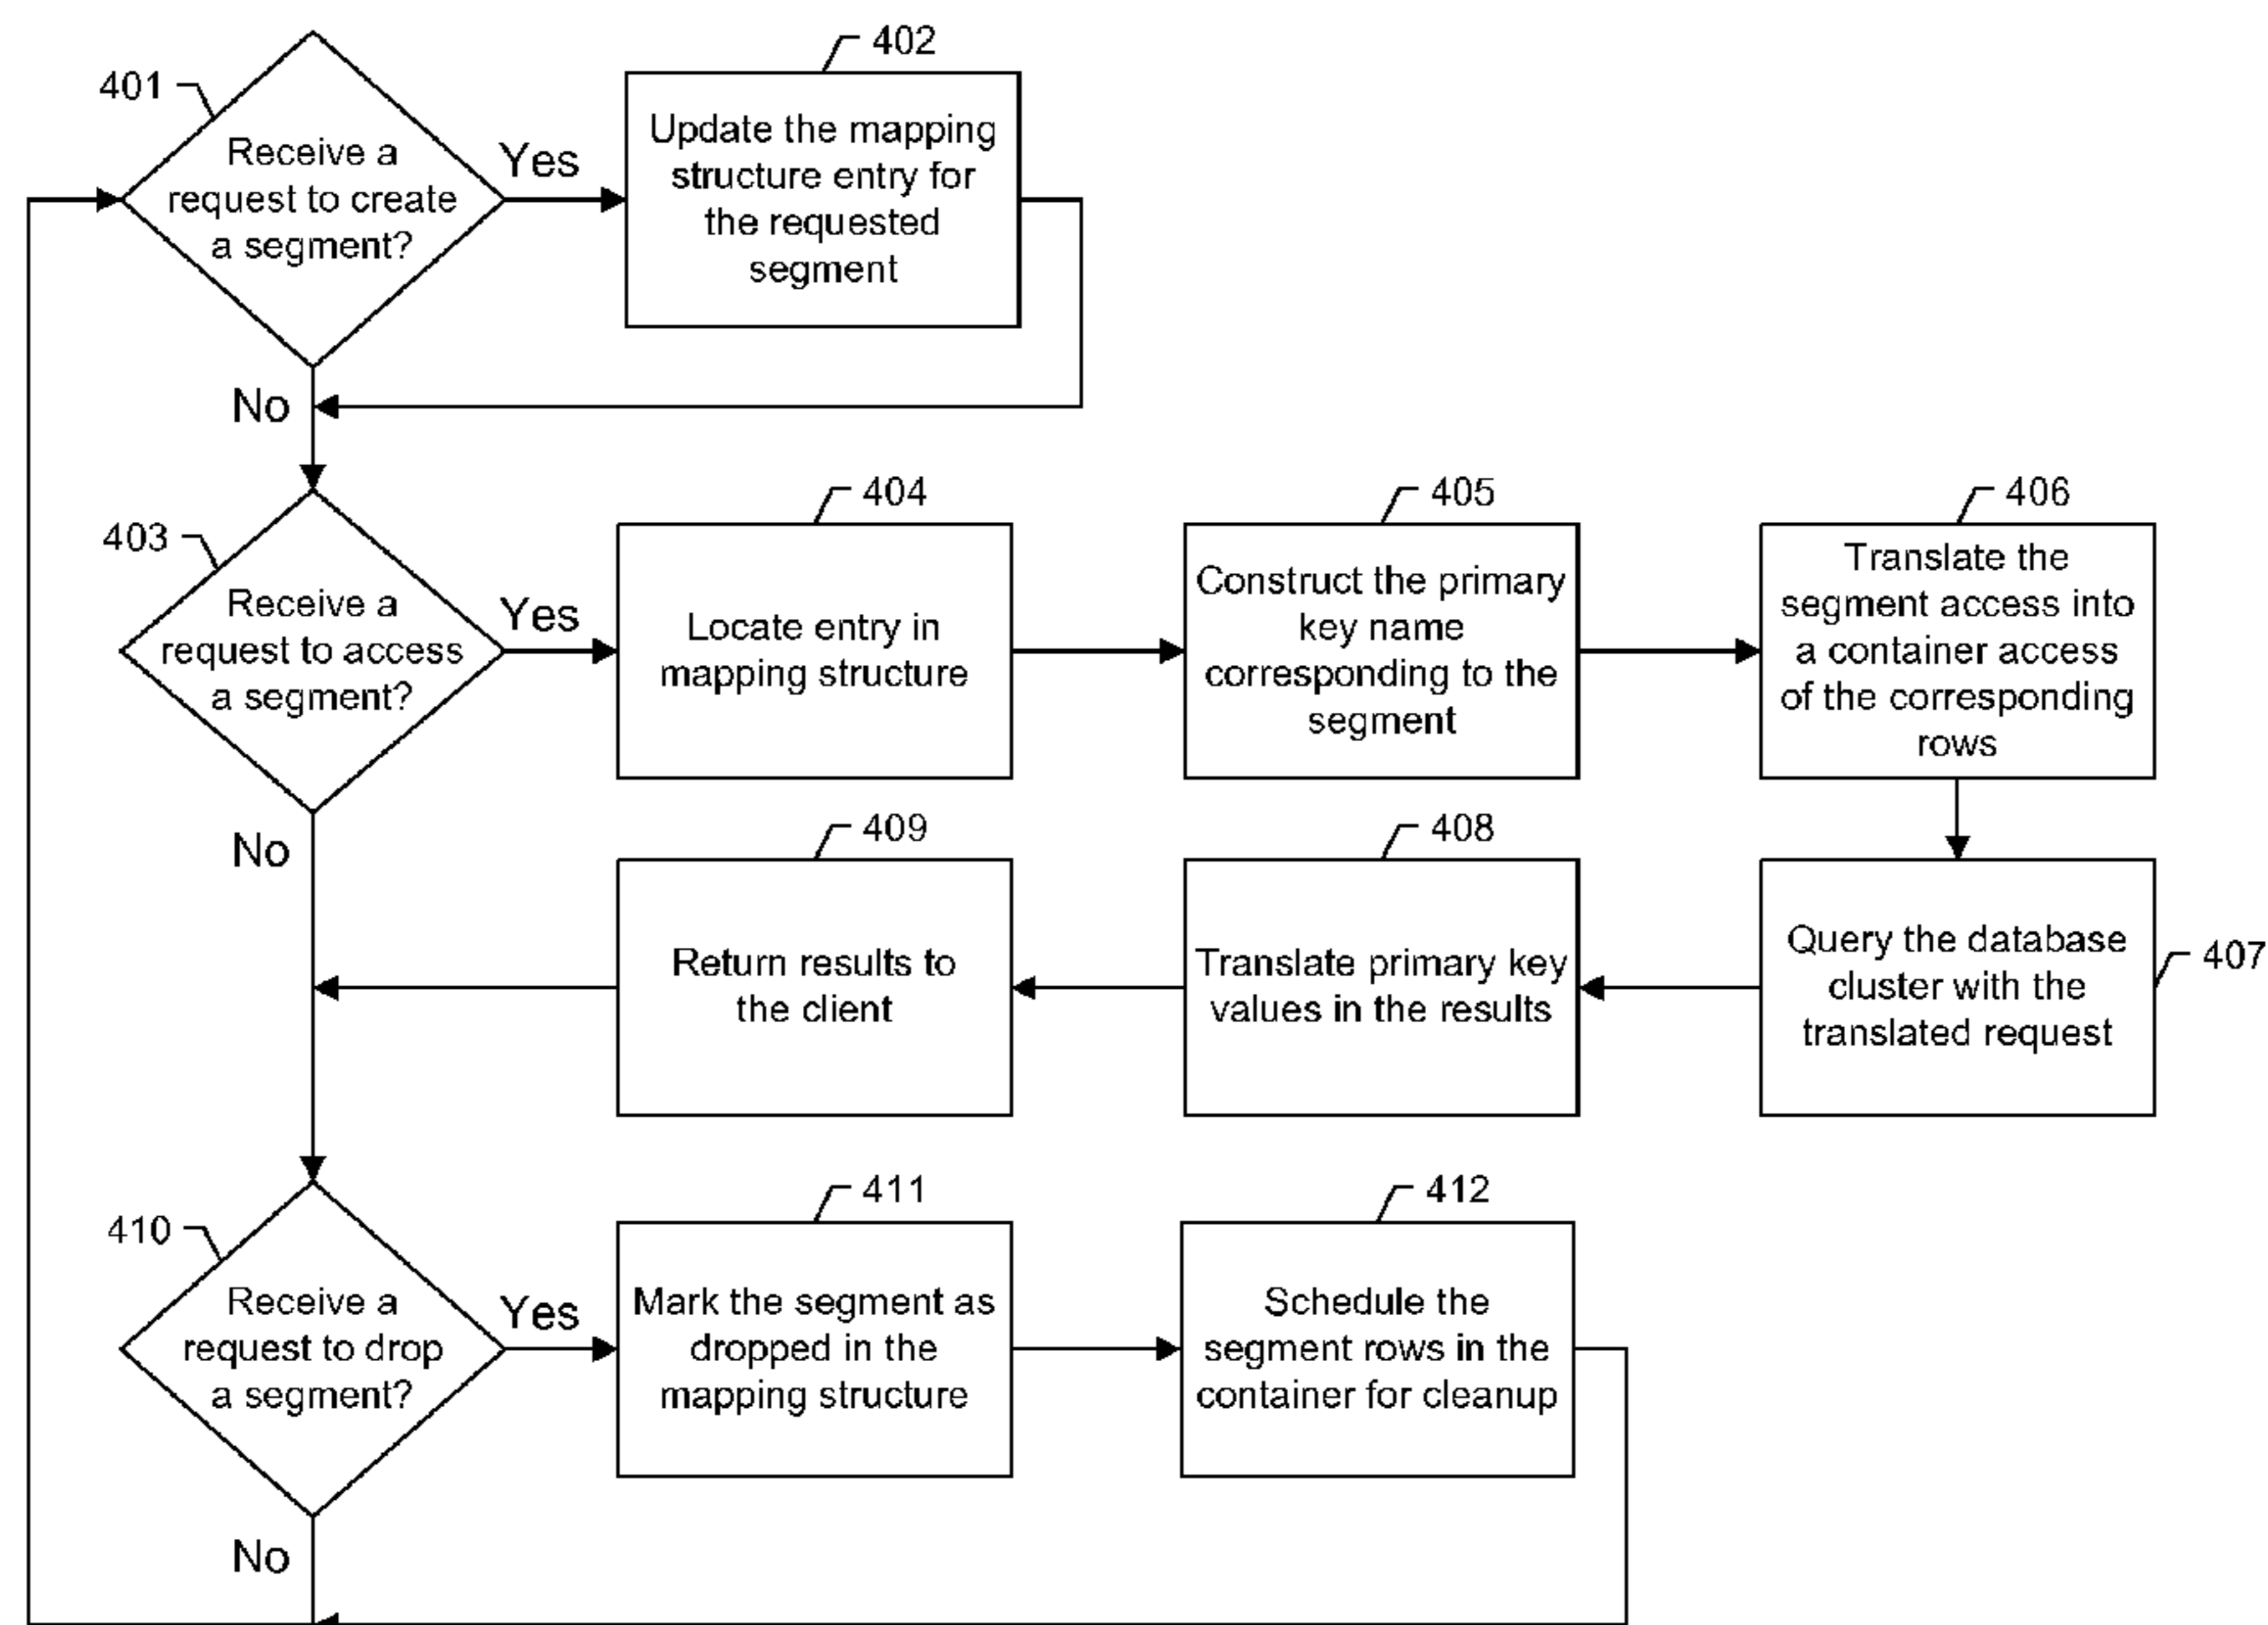 402
401
Receive a
request to create
a segment?
Yes
Update the mapping
structure entry for
the requested
segment
No
404
405
406
403
Receive a
request to access
a segment?
Yes
Locate entry in
mapping structure
Construct the primary
key name
corresponding to the
segment
Translate the
segment access into
a container access
of the corresponding
rows
No
409
408
Return results to
the client
Translate primary key
values in the results
Query the database
cluster with the
translated request
407
411
412
410
Receive a
request to drop
a segment?
Yes
Mark the segment as
dropped in the
mapping structure
Schedule the
segment rows in the
container for cleanup
No